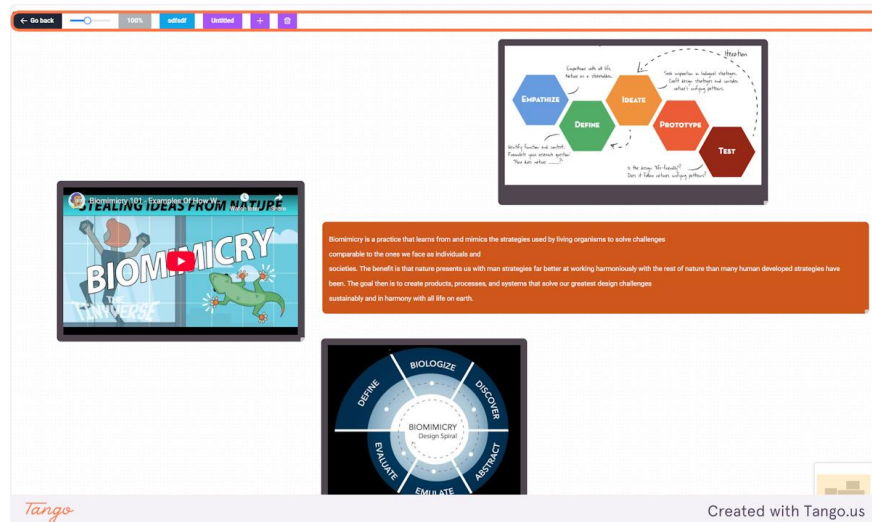 ← Go back 100% sdfsdf Untitled +
Iteration
Empathize with all life.
Nature as a stakeholder.
Seek inspiration in biological strategies.
Craft design strategies and consider
nature's unifying patterns.
EMPATHIZE
IDEATE
DEFINE
PROTOTYPE
TEST
Identify function and context.
Formulate your research question
"How does nature ____?"
Is the design "life-friendly"?
Does it follow natures unifying patterns?
Biomimicry 101 - Examples Of How W...
Share
STEALING IDEAS FROM NATURE
BIOMIMICRY
THE
TINYVERSE
Biomimicry is a practice that learns from and mimics the strategies used by living organisms to solve challenges
comparable to the ones we face as individuals and
societies. The benefit is that nature presents us with man strategies far better at working harmoniously with the rest of nature than many human developed strategies have
been. The goal then is to create products, processes, and systems that solve our greatest design challenges
sustainably and in harmony with all life on earth.
BIOLOGIZE
DEFINE
DISCOVER
BIOMIMICRY
Design Spiral
EVALUATE
ABSTRACT
EMULATE
Tango
Created with Tango.us